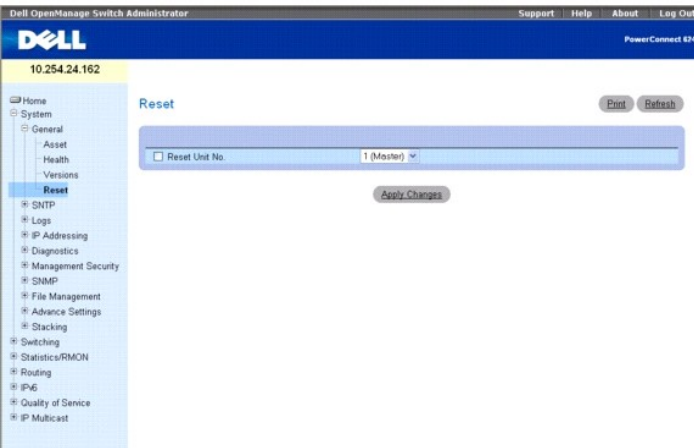 Dell OpenManage Switch Administrator
Support Help About Log Out
DELL
PowerConnect 624
10.254.24.162
Home
System
General
Asset
Health
Versions
Reset
SNTP
Logs
IP Addressing
Diagnostics
Management Security
SNMP
File Management
Advance Settings
Stacking
Switching
Statistics/RMON
Routing
IPv6
Quality of Service
IP Multicast
Reset
Print Refresh
Reset Unit No. 1 (Master)
Apply Changes